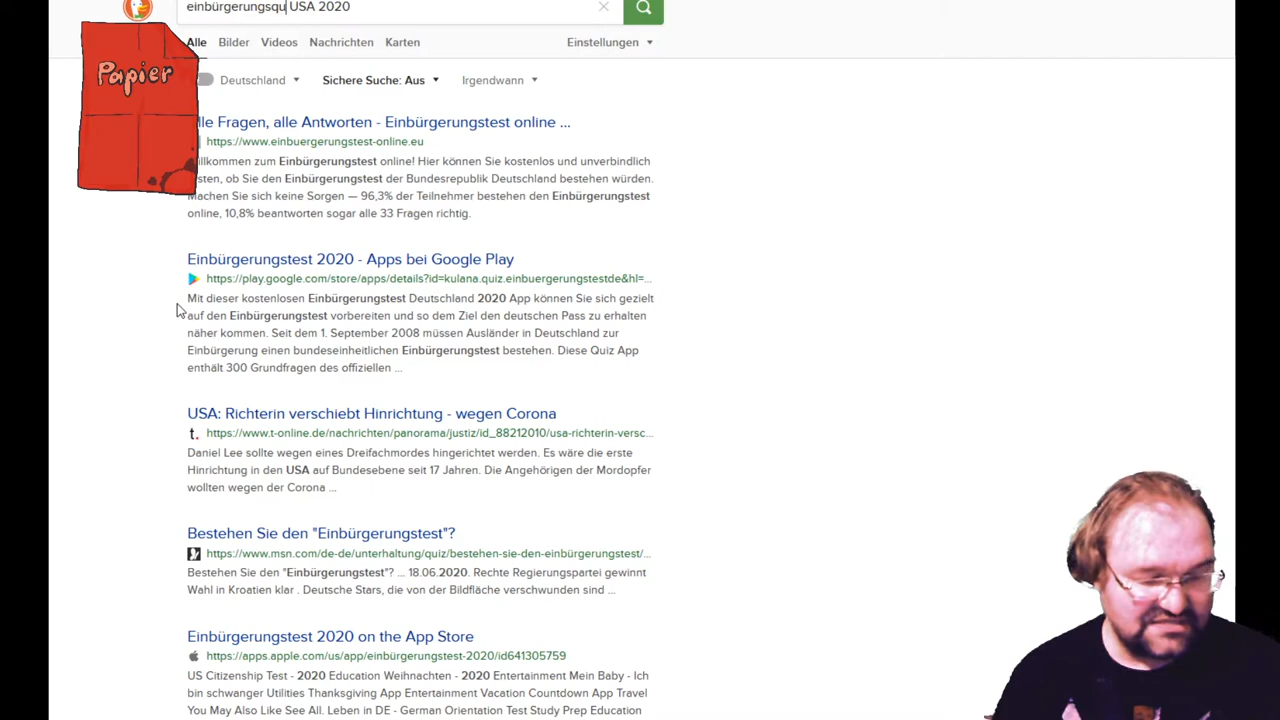 einbürgerungsqu USA 2020
Alle Bilder Videos Nachrichten Karten Einstellungen
Papier
Deutschland Sichere Suche: Aus Irgendwann
lle Fragen, alle Antworten - Einbürgerungstest online ...
https://www.einbuergerungstest-online.eu
illkommen zum Einbürgerungstest online! Hier können Sie kostenlos und unverbindlich
sten, ob Sie den Einbürgerungstest der Bundesrepublik Deutschland bestehen würden.
Machen Sie sich keine Sorgen — 96,3% der Teilnehmer bestehen den Einbürgerungstest
online, 10,8% beantworten sogar alle 33 Fragen richtig.
Einbürgerungstest 2020 - Apps bei Google Play
https://play.google.com/store/apps/details?id=kulana.quiz.einbuergerungstestde&hl=...
Mit dieser kostenlosen Einbürgerungstest Deutschland 2020 App können Sie sich gezielt
auf den Einbürgerungstest vorbereiten und so dem Ziel den deutschen Pass zu erhalten
näher kommen. Seit dem 1. September 2008 müssen Ausländer in Deutschland zur
Einbürgerung einen bundeseinheitlichen Einbürgerungstest bestehen. Diese Quiz App
enthält 300 Grundfragen des offiziellen ...
USA: Richterin verschiebt Hinrichtung - wegen Corona
t. https://www.t-online.de/nachrichten/panorama/justiz/id_88212010/usa-richterin-versc...
Daniel Lee sollte wegen eines Dreifachmordes hingerichtet werden. Es wäre die erste
Hinrichtung in den USA auf Bundesebene seit 17 Jahren. Die Angehörigen der Mordopfer
wollten wegen der Corona ...
Bestehen Sie den "Einbürgerungstest"?
https://www.msn.com/de-de/unterhaltung/quiz/bestehen-sie-den-einbürgerungstest/...
Bestehen Sie den "Einbürgerungstest"? ... 18.06.2020. Rechte Regierungspartei gewinnt
Wahl in Kroatien klar . Deutsche Stars, die von der Bildfläche verschwunden sind ...
Einbürgerungstest 2020 on the App Store
https://apps.apple.com/us/app/einbürgerungstest-2020/id641305759
US Citizenship Test - 2020 Education Weihnachten - 2020 Entertainment Mein Baby - Ich
bin schwanger Utilities Thanksgiving App Entertainment Vacation Countdown App Travel
You May Also Like See All. Leben in DE - German Orientation Test Study Prep Education